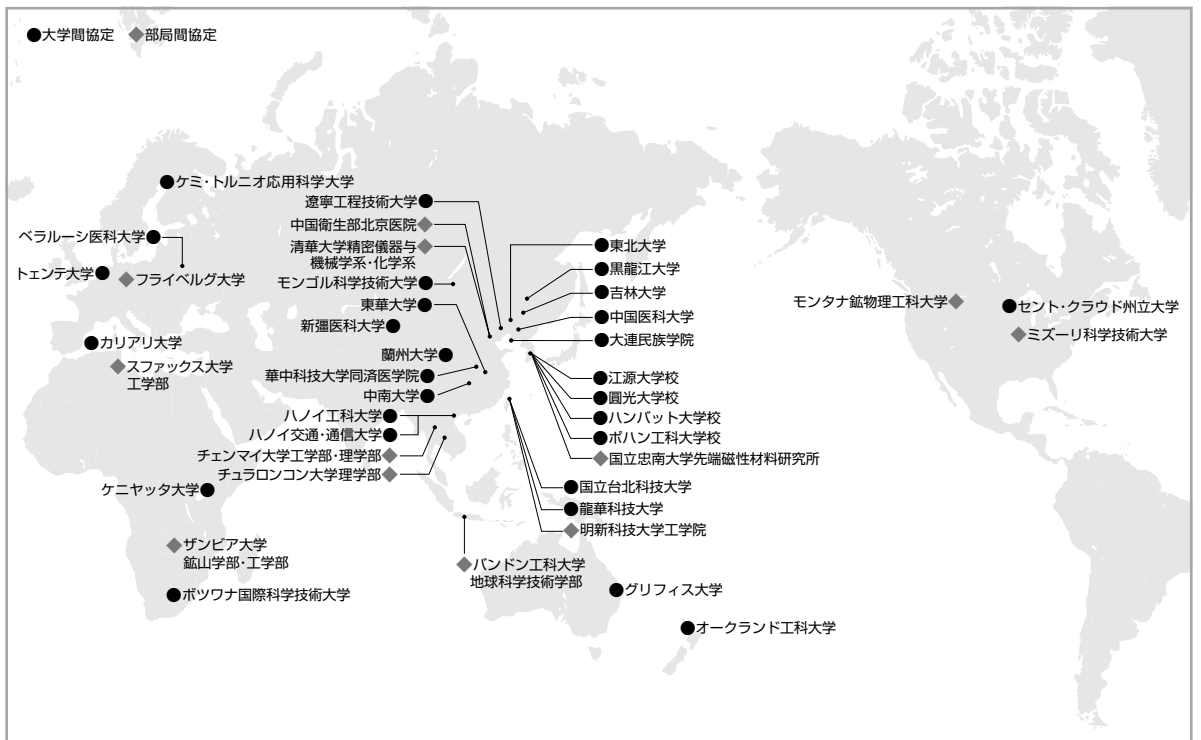 ●大学間協定 ◆部局間協定
●ケミ・トルニオ応用科学大学
遼寧工程技術大学●
中国衛生部北京医院◆
清華大学精密儀器与◆
機械学系・化学系
モンゴル科学技術大学●
東華大学●
新疆医科大学●
蘭州大学●
華中科技大学同済医学院●
中南大学●
ハノイ工科大学●
ハノイ交通・通信大学●
チェンマイ大学工学部・理学部◆
チュラロンコン大学理学部◆
ベラルーシ医科大学●
トェンテ大学●
◆フライベルグ大学
●カリアリ大学
◆スファックス大学
工学部
ケニヤッタ大学●
◆ザンビア大学
鉱山学部・工学部
●ボツワナ国際科学技術大学
●東北大学
●黒龍江大学
●吉林大学
●中国医科大学
●大連民族学院
●江源大学校
●圓光大学校
●ハンバット大学校
●ポハン工科大学校
◆国立忠南大学先端磁性材料研究所
●国立台北科技大学
●龍華科技大学
◆明新科技大学工学院
◆バンドン工科大学
地球科学技術学部
●グリフィス大学
●オークランド工科大学
モンタナ鉱物理工科大学◆
●セント・クラウド州立大学
◆ミズーリ科学技術大学